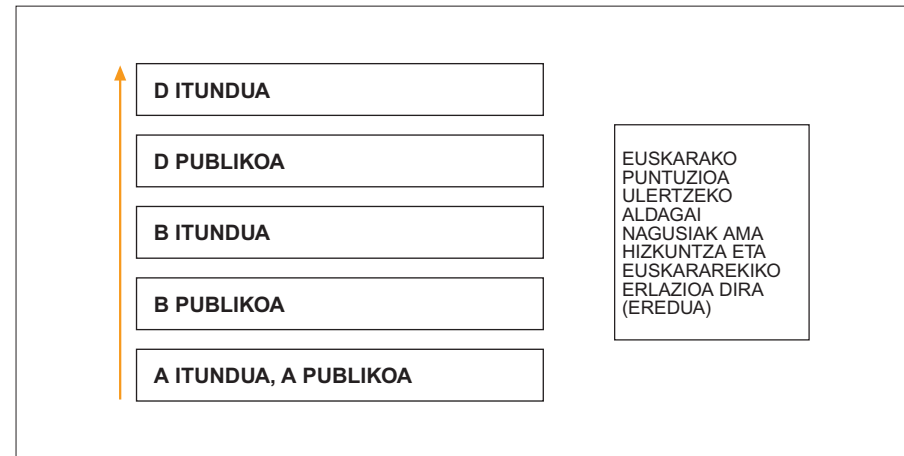 D ITUNDUA
D PUBLIKOA
B ITUNDUA
B PUBLIKOA
A ITUNDUA, A PUBLIKOA
EUSKARAKO
PUNTUZIOA
ULERTZEKO
ALDAGAI
NAGUSIAK AMA
HIZKUNTZA ETA
EUSKARAREKIKO
ERLAZIOA DIRA
(EREDUA)